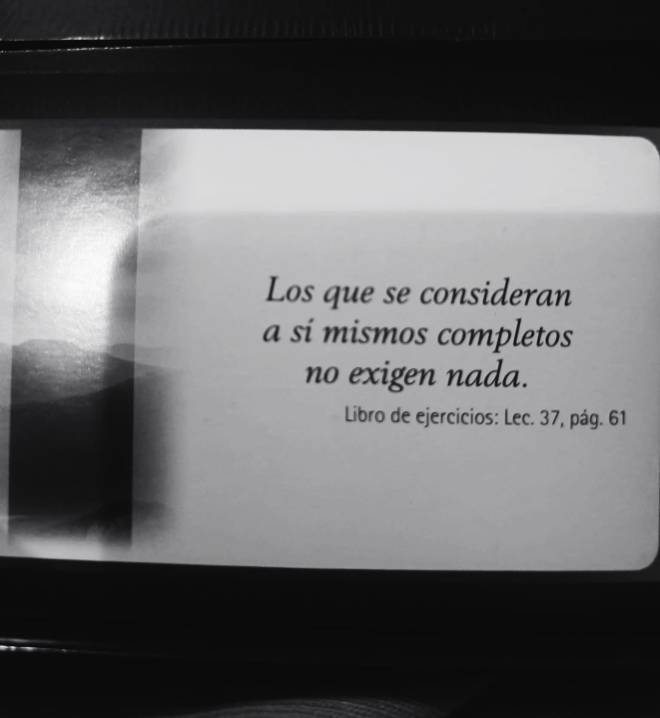 Los que se consideran
a sí mismos completos
no exigen nada.
Libro de ejercicios: Lec. 37, pág. 61